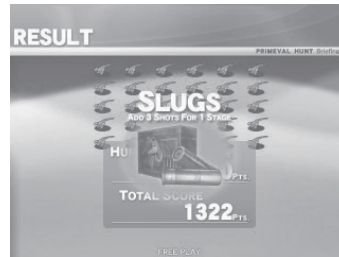 RESULT
PRIMEVAL HUNT Briefing
SLUGS
ADD 3 SHOTS FOR 1 STAGE
HU
PTS.
TOTAL SCORE
1322PTS.
FREE PLAY